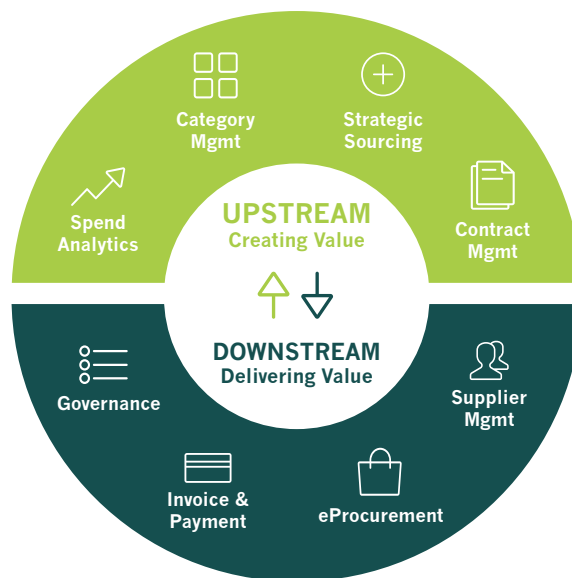 Category
Mgmt
Strategic
Sourcing
Spend
Analytics
Contract
Mgmt
UPSTREAM
Creating Value
DOWNSTREAM
Delivering Value
Governance
Supplier
Mgmt
Invoice &
Payment
eProcurement